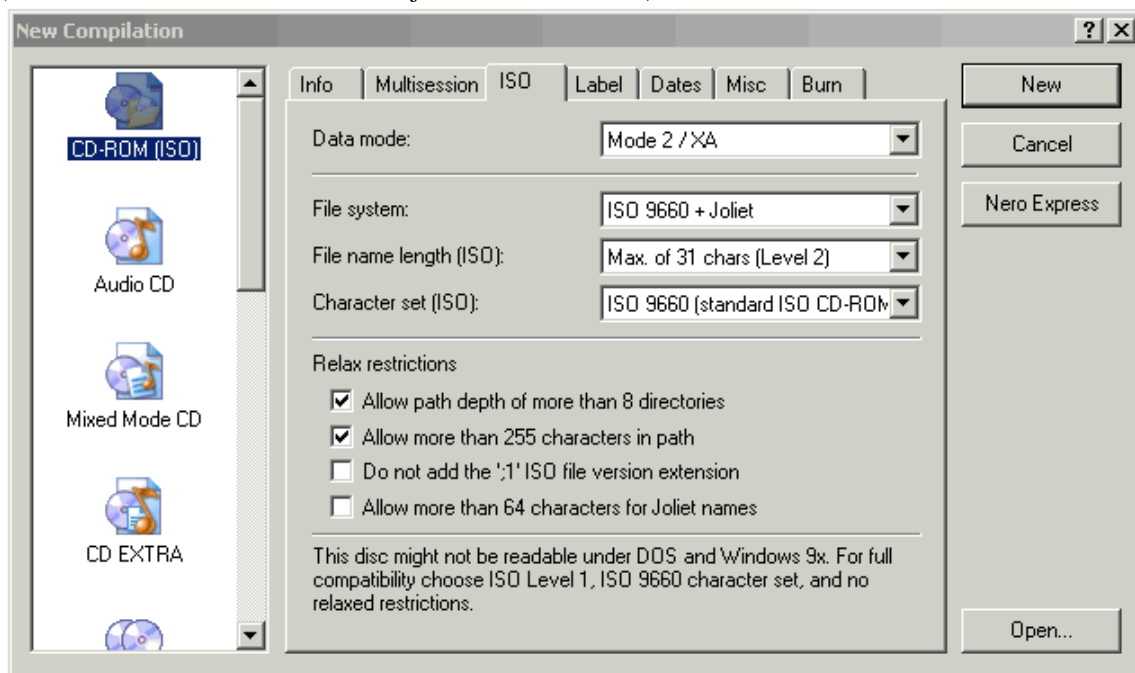 New Compilation
CD-ROM (ISO)
Audio CD
Mixed Mode CD
CD EXTRA
Info Multisession ISO Label Dates Misc Burn
Data mode: Mode 2 / XA
File system: ISO 9660 + Joliet
File name length (ISO): Max. of 31 chars (Level 2)
Character set (ISO): ISO 9660 (standard ISO CD-ROM
Relax restrictions
Allow path depth of more than 8 directories
Allow more than 255 characters in path
Do not add the ';1' ISO file version extension
Allow more than 64 characters for Joliet names
This disc might not be readable under DOS and Windows 9x. For full
compatibility choose ISO Level 1, ISO 9660 character set, and no
relaxed restrictions.
New
Cancel
Nero Express
Open...